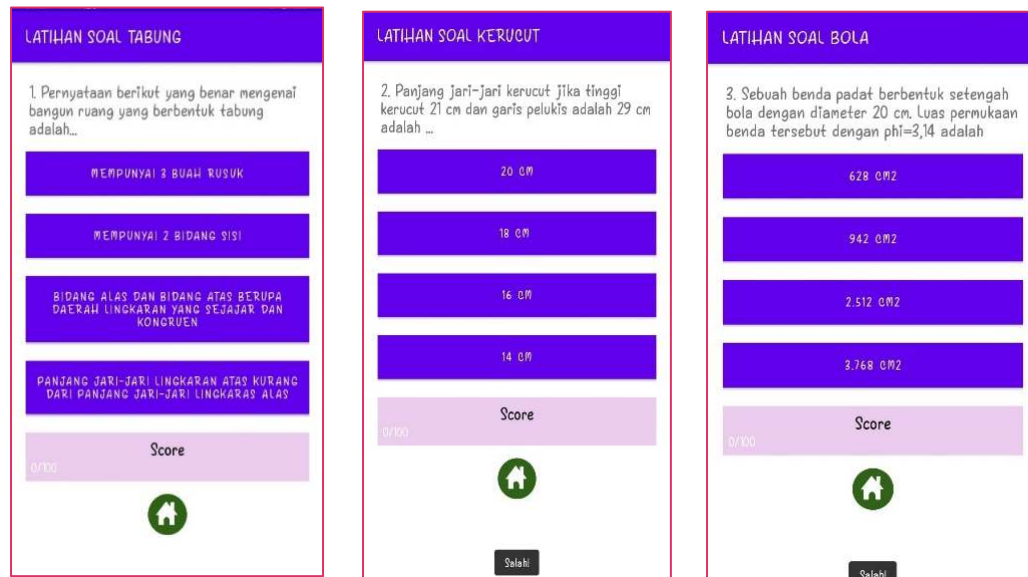 LATIHAN SOAL TABUNG
1. Pernyataan berikut yang benar mengenai
bangun ruang yang berbentuk tabung
adalah...
MEMPUNYAI 3 BUAH RUSUK
MEMPUNYAI 2 BIDANG SISI
BIDANG ALAS DAN BIDANG ATAS BERUPA
DAERAH LINGKARAN YANG SEJAJAR DAN
KONGRUEN
PANJANG JARI-JARI LINGKARAN ATAS KURANG
DARI PANJANG JARI-JARI LINGKARAS ALAS
Score
0/100
LATIHAN SOAL KERUCUT
2. Panjang jari-jari kerucut jika tinggi
kerucut 21 cm dan garis pelukis adalah 29 cm
adalah ...
20 CM
18 CM
16 CM
14 CM
Score
0/100
Salah!
LATIHAN SOAL BOLA
3. Sebuah benda padat berbentuk setengah
bola dengan diameter 20 cm. Luas permukaan
benda tersebut dengan phi=3,14 adalah
628 CM2
942 CM2
2.512 CM2
3.768 CM2
Score
0/100
Salah!